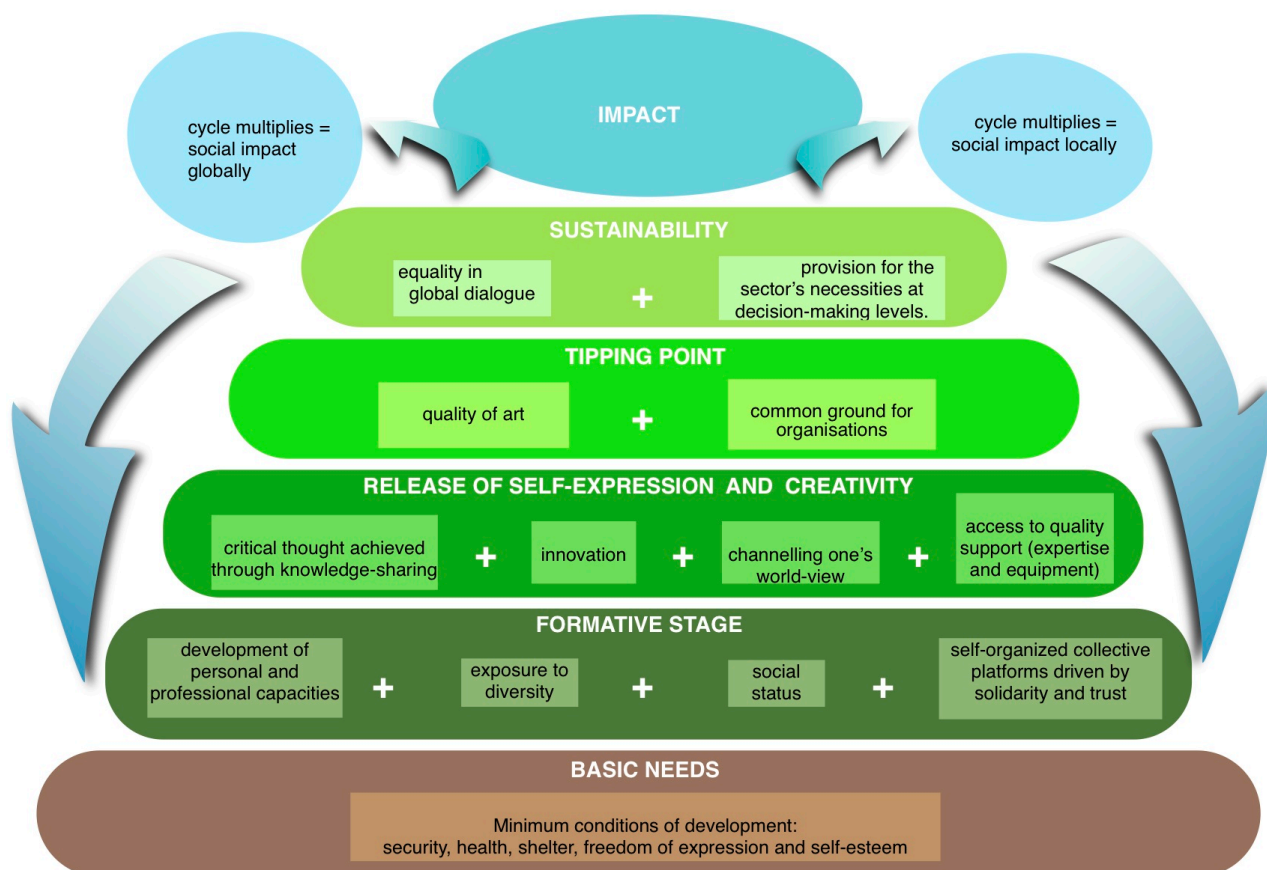 IMPACT
cycle multiplies =
social impact
globally
cycle multiplies =
social impact locally
SUSTAINABILITY
equality in
global dialogue
+
provision for the
sector's necessities at
decision-making levels.
TIPPING POINT
quality of art
+
common ground for
organisations
RELEASE OF SELF-EXPRESSION AND CREATIVITY
critical thought achieved
through knowledge-sharing
+
innovation
+
channelling one's
world-view
+
access to quality
support (expertise
and equipment)
FORMATIVE STAGE
development of
personal and
professional capacities
+
exposure to
diversity
+
social
status
+
self-organized collective
platforms driven by
solidarity and trust
BASIC NEEDS
Minimum conditions of development:
security, health, shelter, freedom of expression and self-esteem